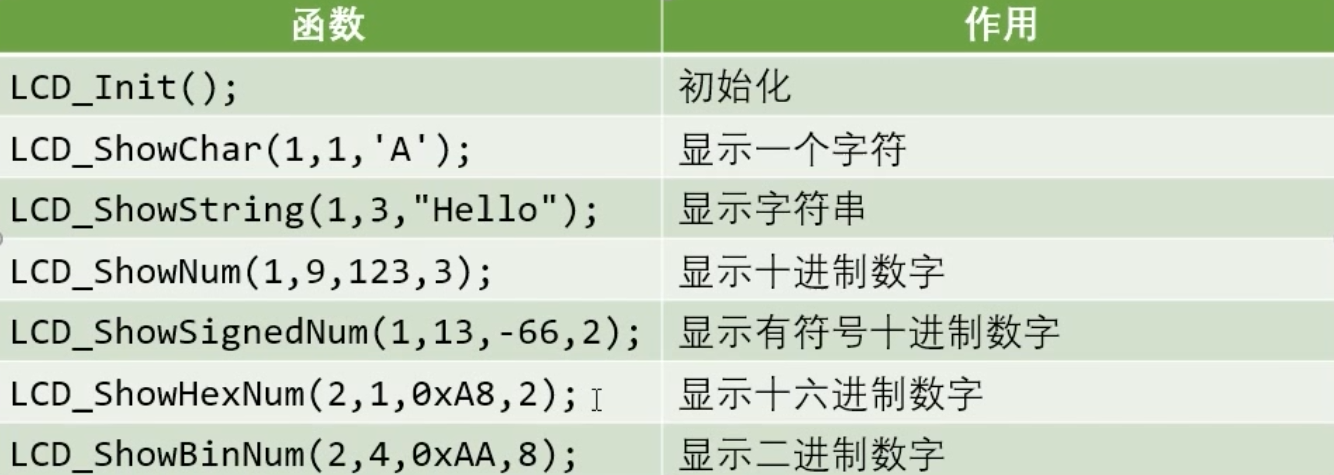 函数 作用
LCD_Init(); 初始化
LCD_ShowChar(1,1,'A'); 显示一个字符
LCD_ShowString(1,3,"Hello"); 显示字符串
LCD_ShowNum(1,9,123,3); 显示十进制数字
LCD_ShowSignedNum(1,13,-66,2); 显示有符号十进制数字
LCD_ShowHexNum(2,1,0xA8,2); 显示十六进制数字
LCD_ShowBinNum(2,4,0xAA,8); 显示二进制数字